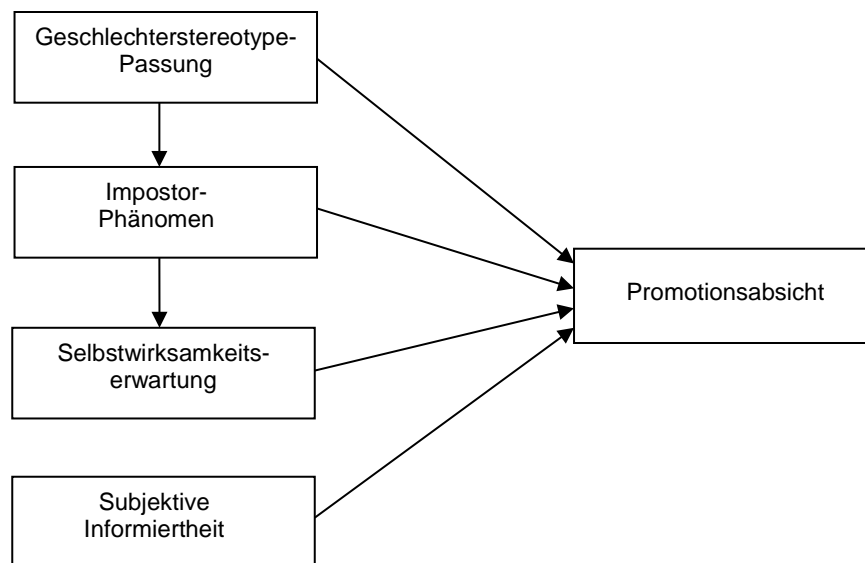 Geschlechterstereotype-
Passung
Impostor-
Phänomen
Promotionsabsicht
Selbstwirksamkeits-
erwartung
Subjektive
Informiertheit